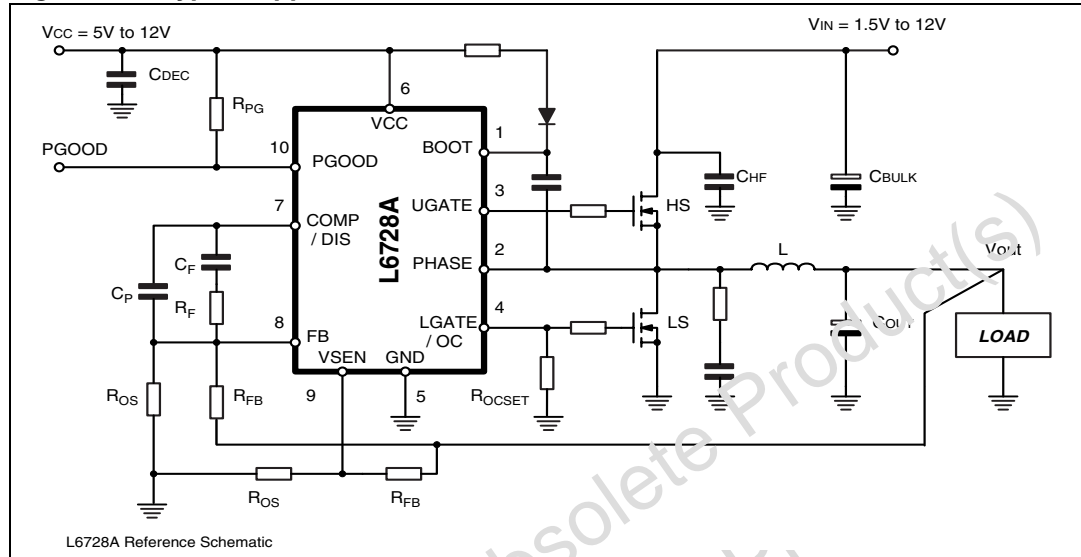 VCC = 5V to 12V
VIN = 1.5V to 12V
CDEC
6
RPG
VCC
1
BOOT
PGOOD
10
PGOOD
CHF
CBULK
3
7
UGATE
HS
COMP
/ DIS
L6728A
2
L
Vout
CF
PHASE
CP
RF
4
8
LGATE
/ OC
LS
COUT
LOAD
FB
VSEN
GND
ROS
RFB
9
5
ROCSET
ROS
RFB
L6728A Reference Schematic
Obsolete Product(s)